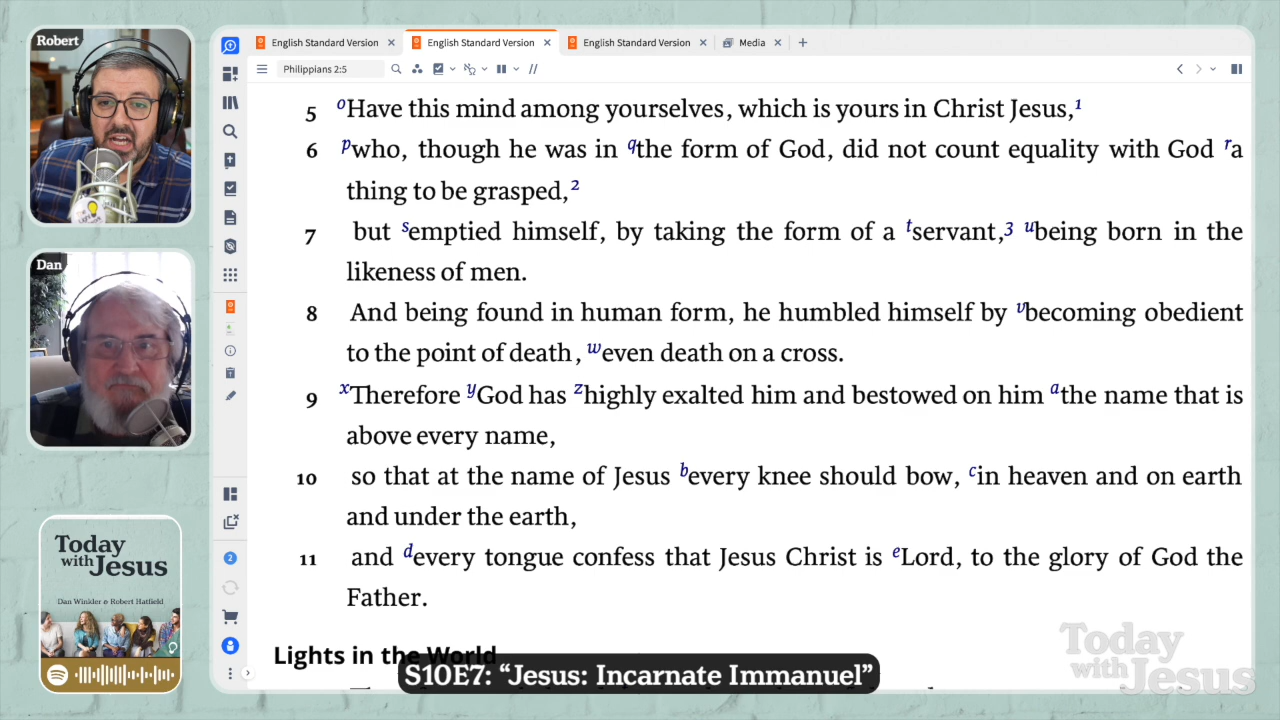 Robert
Dan
Today
with Jesus
Dan Winkler & Robert Hatfield
English Standard Version
English Standard Version
English Standard Version
Media
Philippians 2:5
5 oHave this mind among yourselves, which is yours in Christ Jesus,1
6 pwho, though he was in qthe form of God, did not count equality with God ra
thing to be grasped,2
7 but semptied himself, by taking the form of a tservant,3 ubeing born in the
likeness of men.
8 And being found in human form, he humbled himself by vbecoming obedient
to the point of death, weven death on a cross.
9 xTherefore yGod has zhighly exalted him and bestowed on him athe name that is
above every name,
10 so that at the name of Jesus bevery knee should bow, cin heaven and on earth
and under the earth,
11 and devery tongue confess that Jesus Christ is eLord, to the glory of God the
Father.
Lights in the World
S10E7: “Jesus: Incarnate Immanuel”
2
Today
with Jesus